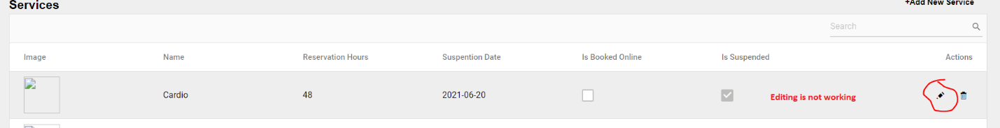 Services
+Add New Service
Search
Image Name Reservation Hours Suspention Date Is Booked Online Is Suspended Actions
Cardio 48 2021-06-20 Editing is not working